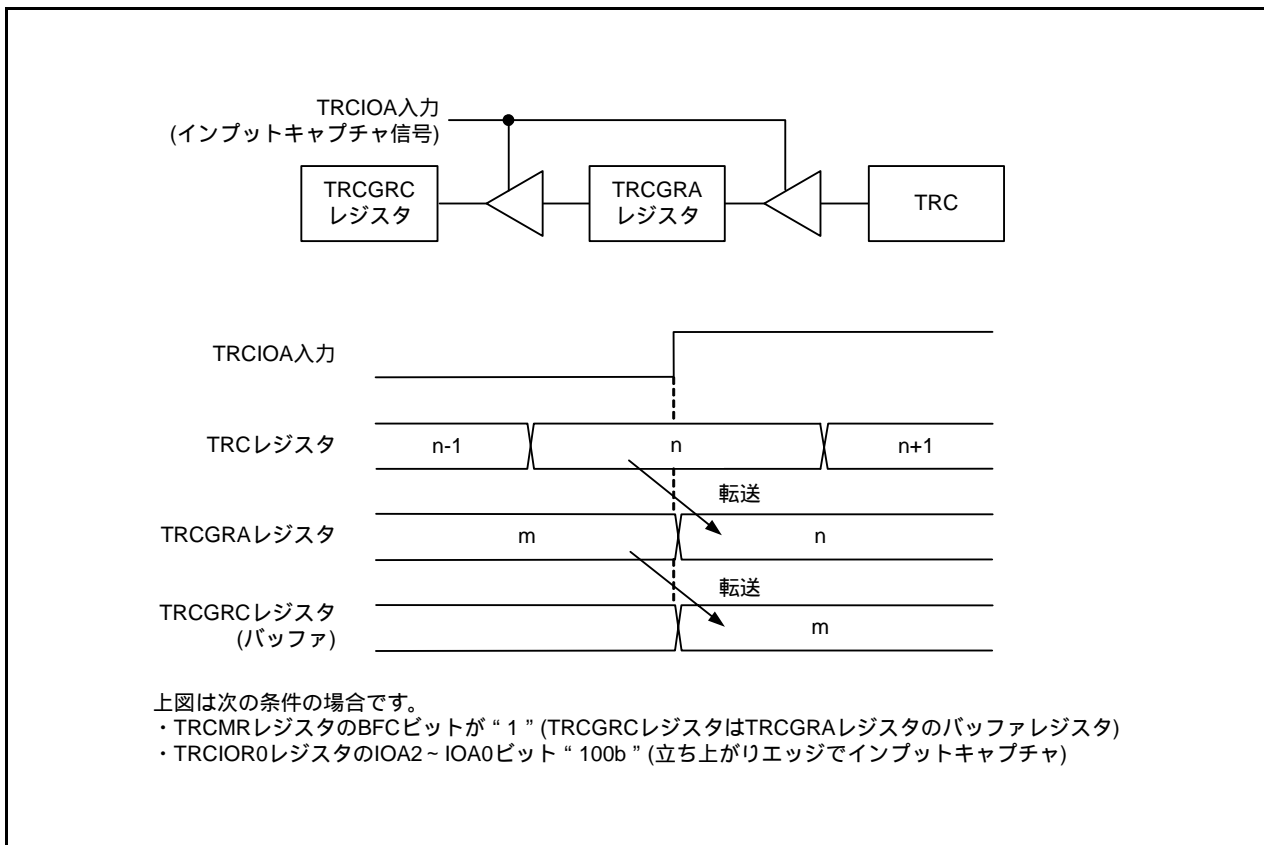 TRCIOA入力
(インプットキャプチャ信号)
TRCGRC
レジスタ
TRCGRA
レジスタ
TRC
TRCIOA入力
TRCレジスタ
n-1
n
n+1
転送
TRCGRAレジスタ
m
n
転送
TRCGRCレジスタ
(バッファ)
m
上図は次の条件の場合です。
・TRCMRレジスタのBFCビットが“1”(TRCGRCレジスタはTRCGRAレジスタのバッファレジスタ)
・TRCIOR0レジスタのIOA2~IOA0ビット“100b”(立ち上がりエッジでインプットキャプチャ)